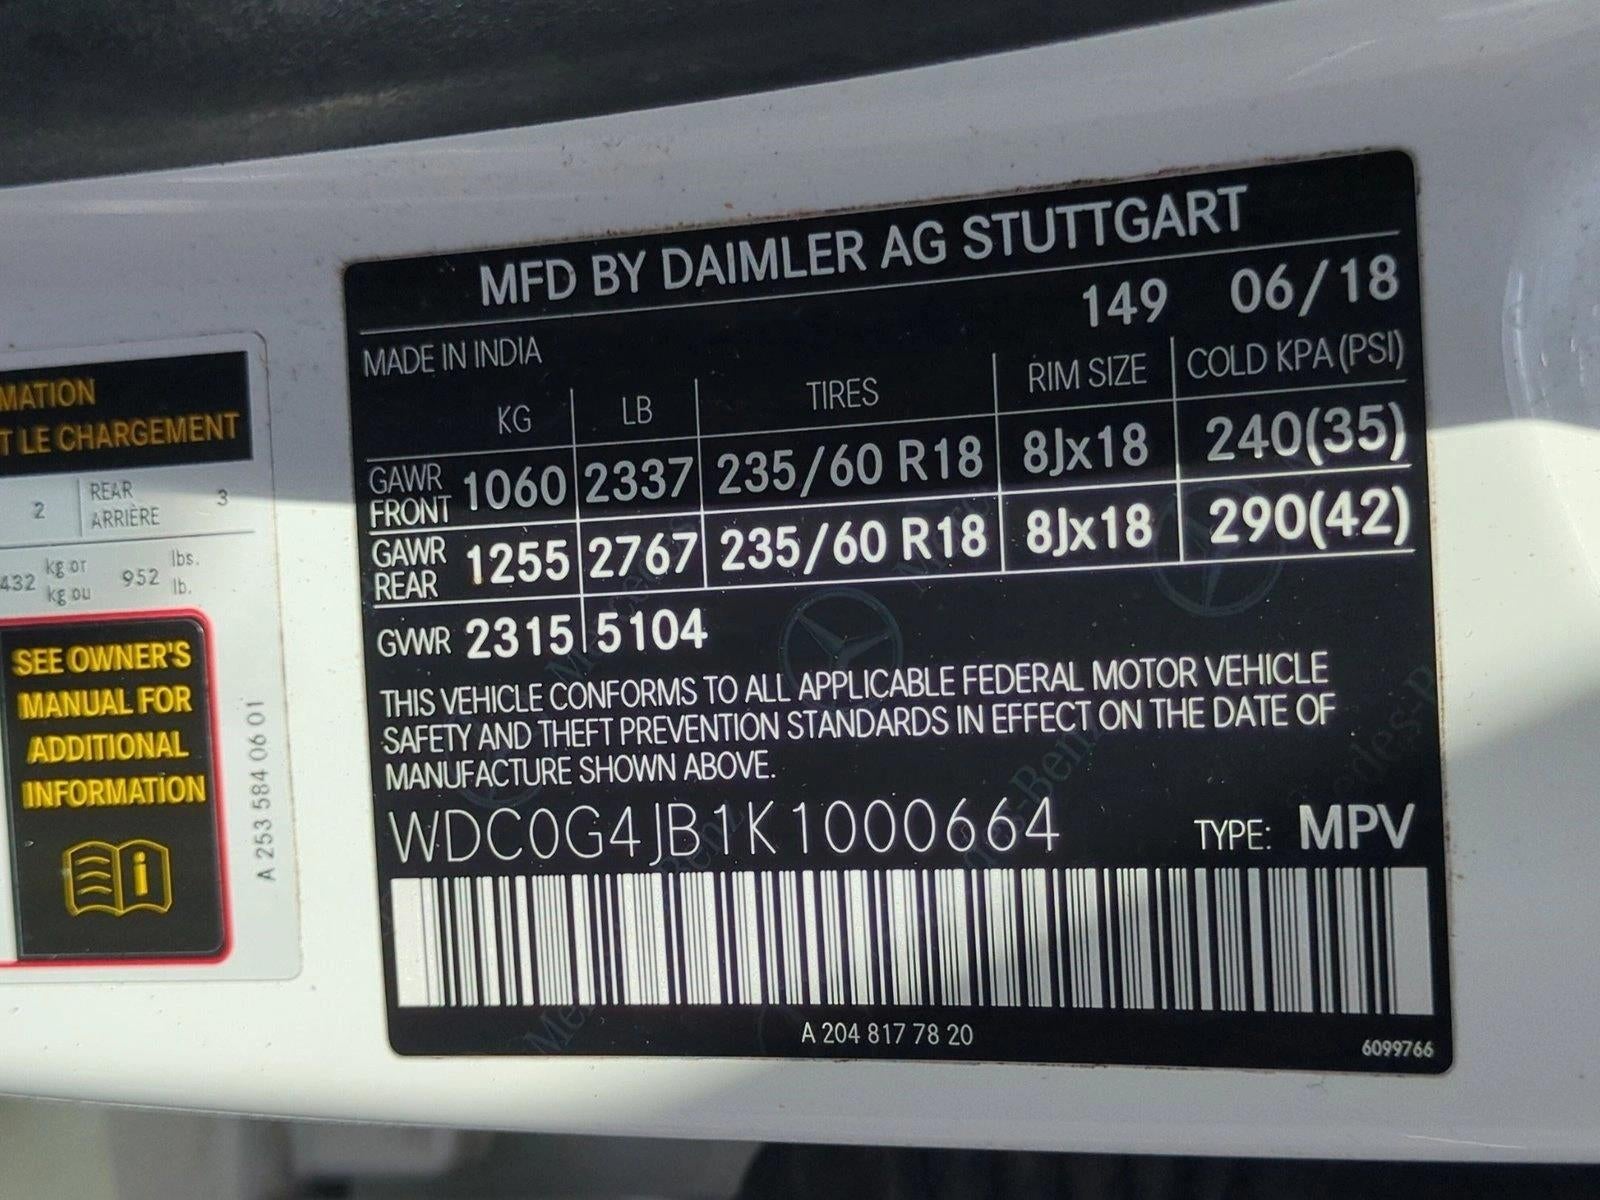 MFD BY DAIMLER AG STUTTGART
149 06/18
MADE IN INDIA
KG LB TIRES RIM SIZE COLD KPA (PSI)
GAWR FRONT 1060 2337 235/60 R18 8Jx18 240(35)
GAWR REAR 1255 2767 235/60 R18 8Jx18 290(42)
GVWR 2315 5104
THIS VEHICLE CONFORMS TO ALL APPLICABLE FEDERAL MOTOR VEHICLE
SAFETY AND THEFT PREVENTION STANDARDS IN EFFECT ON THE DATE OF
MANUFACTURE SHOWN ABOVE.
WDC0G4JB1K1000664 TYPE: MPV
A 204 817 78 20
6099766
MATION
T LE CHARGEMENT
2 REAR 3
ARRIÈRE
432 kg or 952 lbs.
kg ou lb.
SEE OWNER'S
MANUAL FOR
ADDITIONAL
INFORMATION
A 253 584 06 01